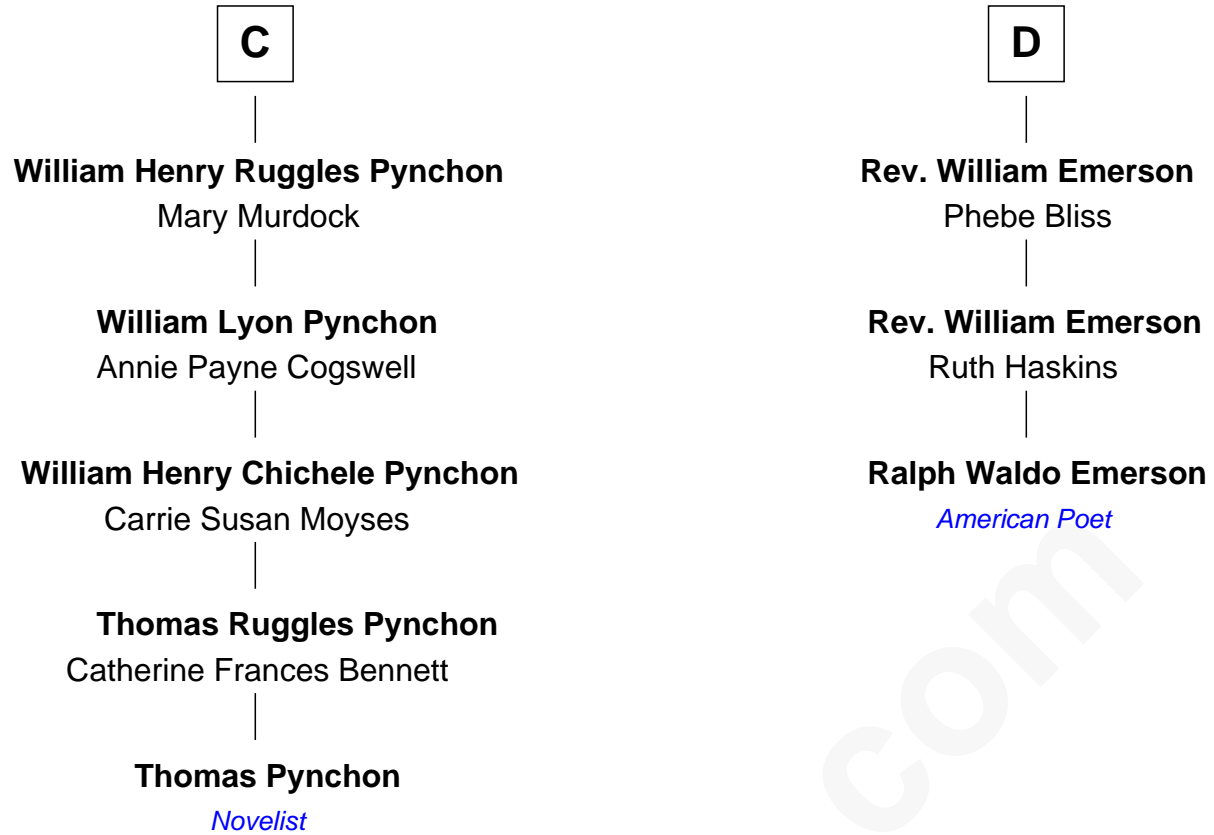 C
William Henry Ruggles Pynchon
Mary Murdock
William Lyon Pynchon
Annie Payne Cogswell
William Henry Chichele Pynchon
Carrie Susan Moyses
Thomas Ruggles Pynchon
Catherine Frances Bennett
Thomas Pynchon
Novelist
D
Rev. William Emerson
Phebe Bliss
Rev. William Emerson
Ruth Haskins
Ralph Waldo Emerson
American Poet
com